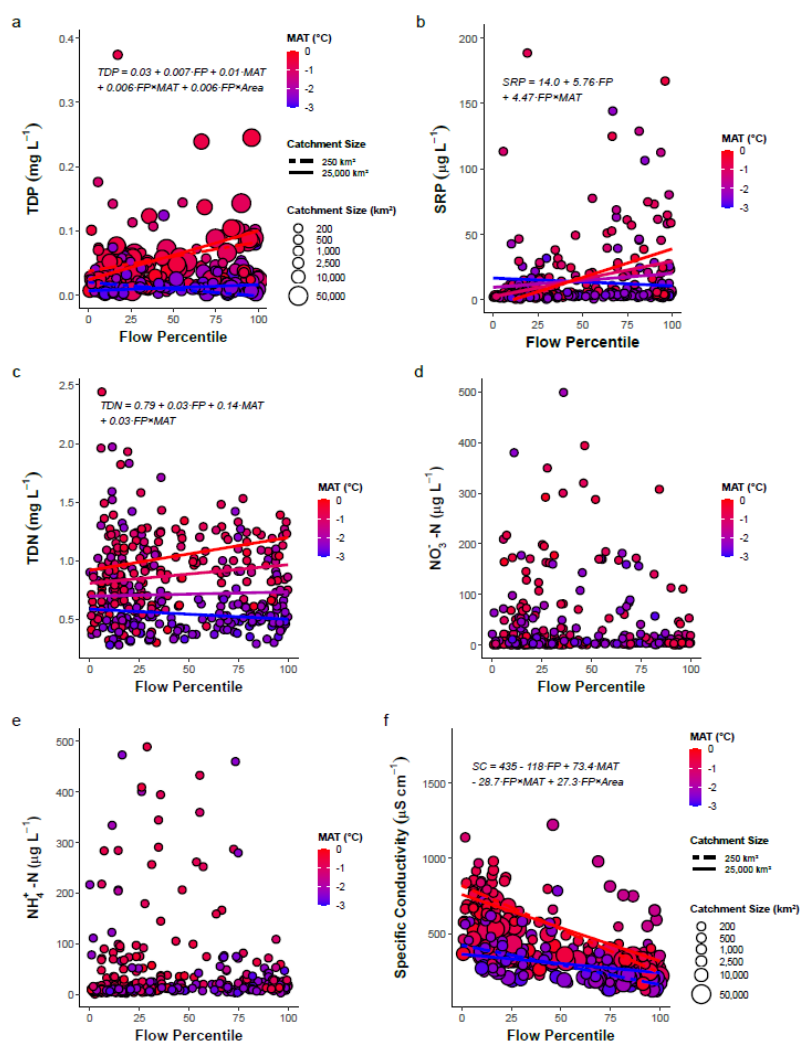 a
TDP (mg L⁻¹)
0.4
0.3
0.2
0.1
0.0
TDP = 0.03 + 0.007·FP + 0.01·MAT
+ 0.006·FP×MAT + 0.006·FP×Area
0 25 50 75 100
Flow Percentile
MAT (°C)
0
-1
-2
-3
Catchment Size
250 km²
25,000 km²
Catchment Size (km²)
200
500
1,000
2,500
10,000
50,000
b
SRP (µg L⁻¹)
200
150
100
50
0
SRP = 14.0 + 5.76·FP
+ 4.47·FP×MAT
0 25 50 75 100
Flow Percentile
MAT (°C)
0
-1
-2
-3
c
TDN (mg L⁻¹)
2.5
2.0
1.5
1.0
0.5
TDN = 0.79 + 0.03·FP + 0.14·MAT
+ 0.03·FP×MAT
0 25 50 75 100
Flow Percentile
MAT (°C)
0
-1
-2
-3
d
NO₃⁻-N (µg L⁻¹)
500
400
300
200
100
0
0 25 50 75 100
Flow Percentile
MAT (°C)
0
-1
-2
-3
e
NH₄⁺-N (µg L⁻¹)
500
400
300
200
100
0
0 25 50 75 100
Flow Percentile
MAT (°C)
0
-1
-2
-3
f
Specific Conductivity (µS cm⁻¹)
1500
1000
500
SC = 435 - 118·FP + 73.4·MAT
- 28.7·FP×MAT + 27.3·FP×Area
0 25 50 75 100
Flow Percentile
MAT (°C)
0
-1
-2
-3
Catchment Size
250 km²
25,000 km²
Catchment Size (km²)
200
500
1,000
2,500
10,000
50,000